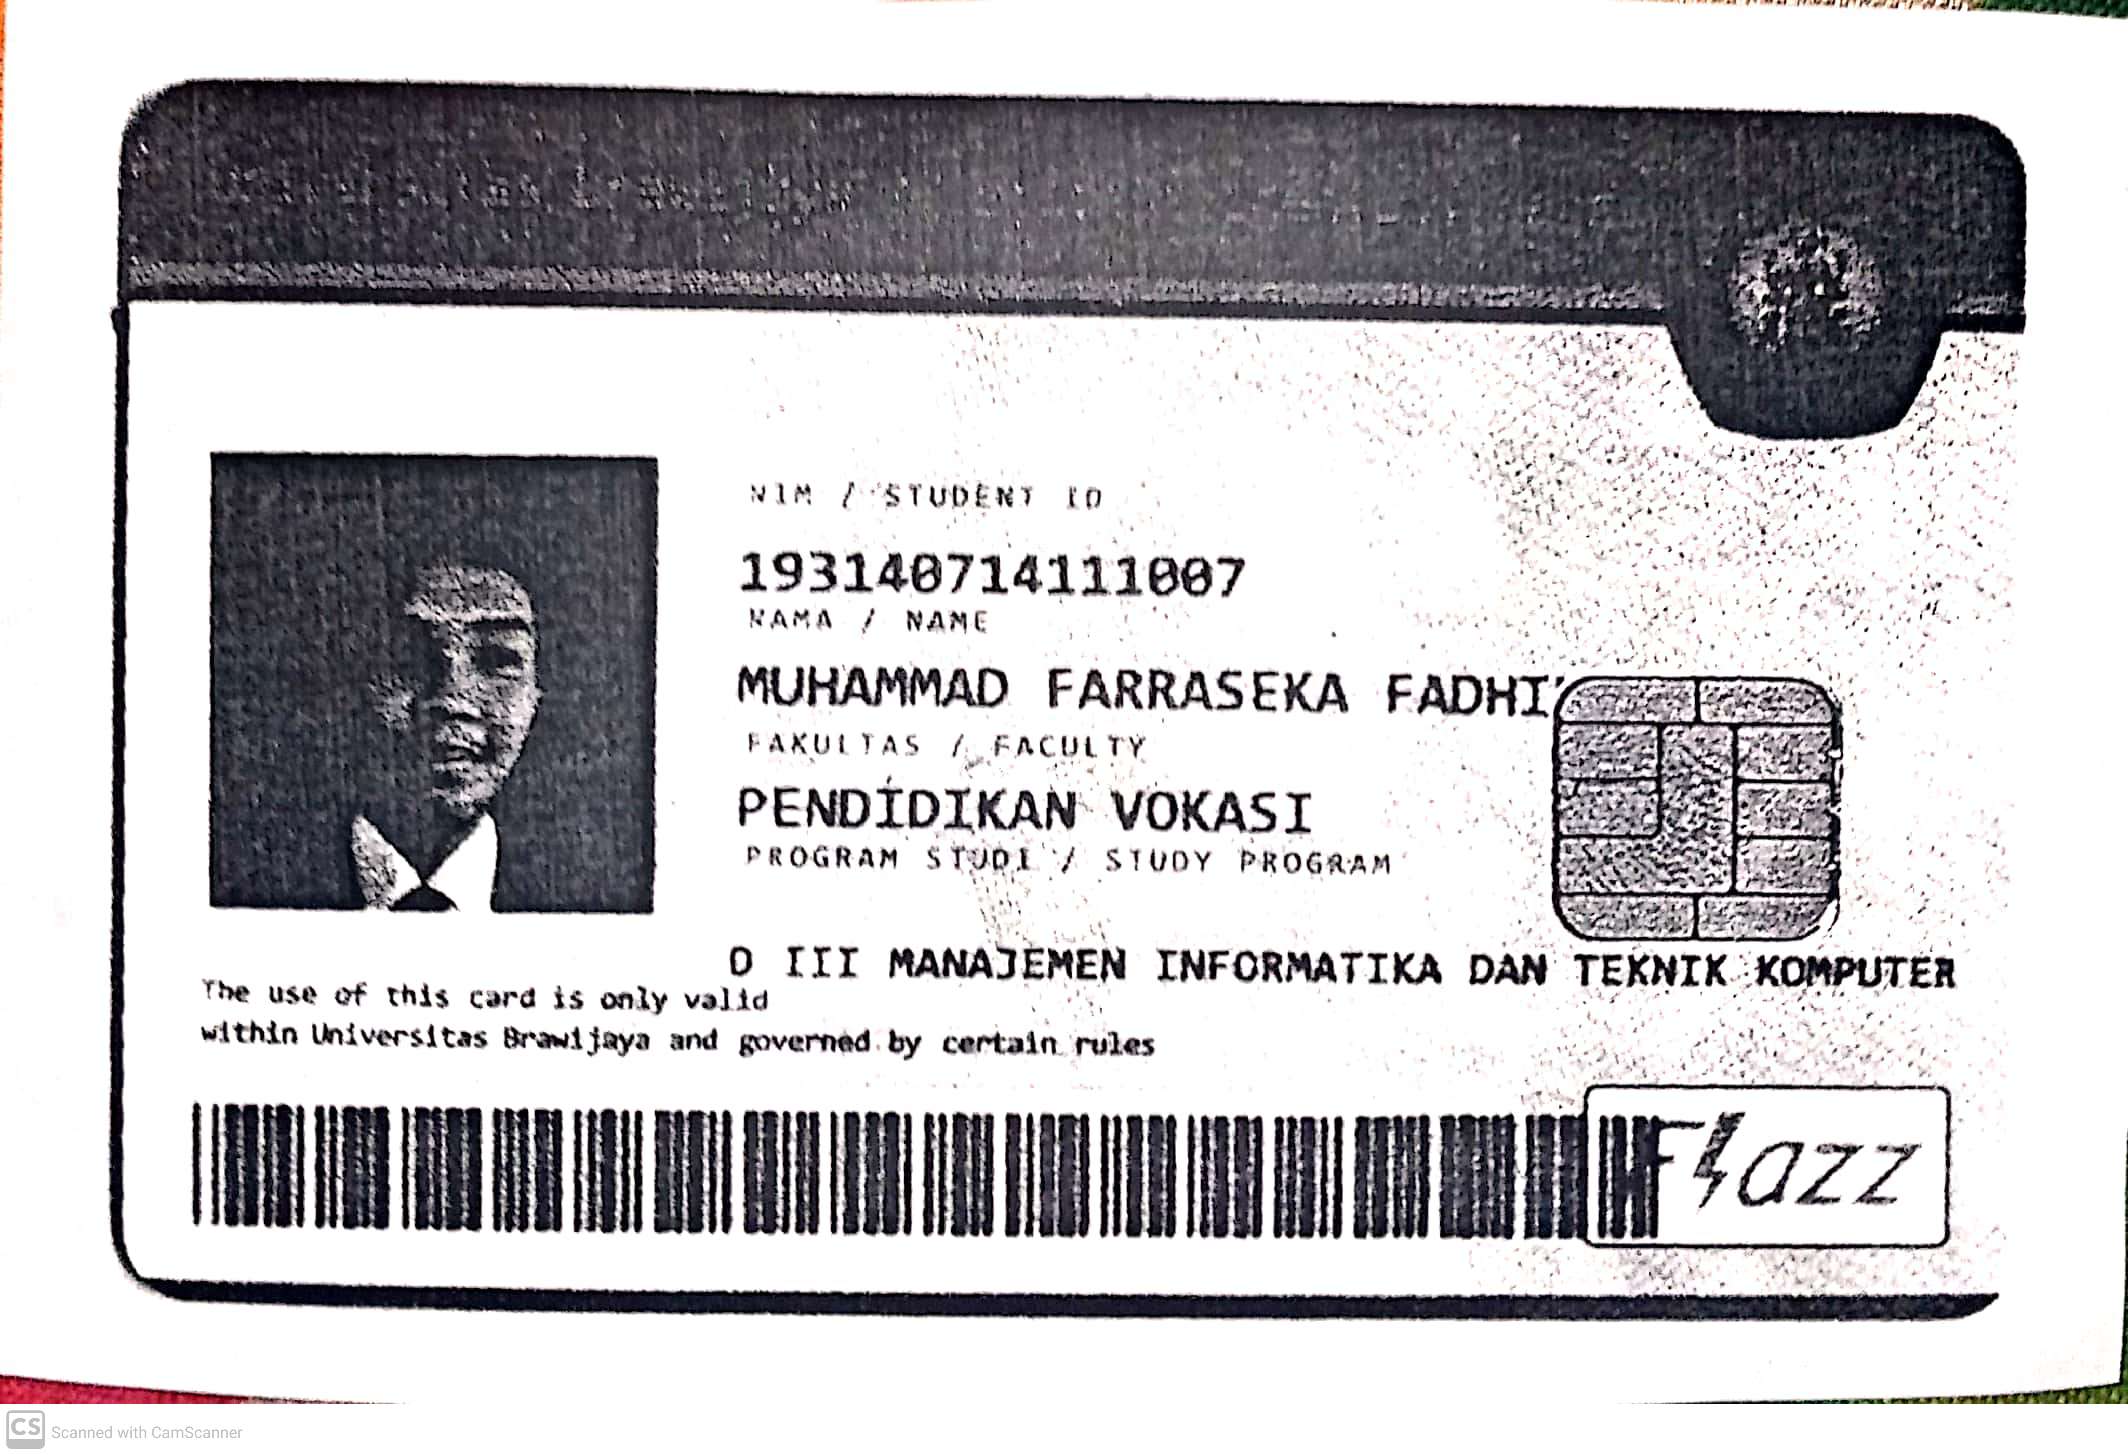 NIM / STUDENT ID
193140714111007
NAMA / NAME
MUHAMMAD FARRASEKA FADHI
FAKULTAS / FACULTY
PENDIDIKAN VOKASI
PROGRAM STUDI / STUDY PROGRAM
D III MANAJEMEN INFORMATIKA DAN TEKNIK KOMPUTER
The use of this card is only valid
within Universitas Brawijaya and governed by certain rules
Flazz
CS Scanned with CamScanner